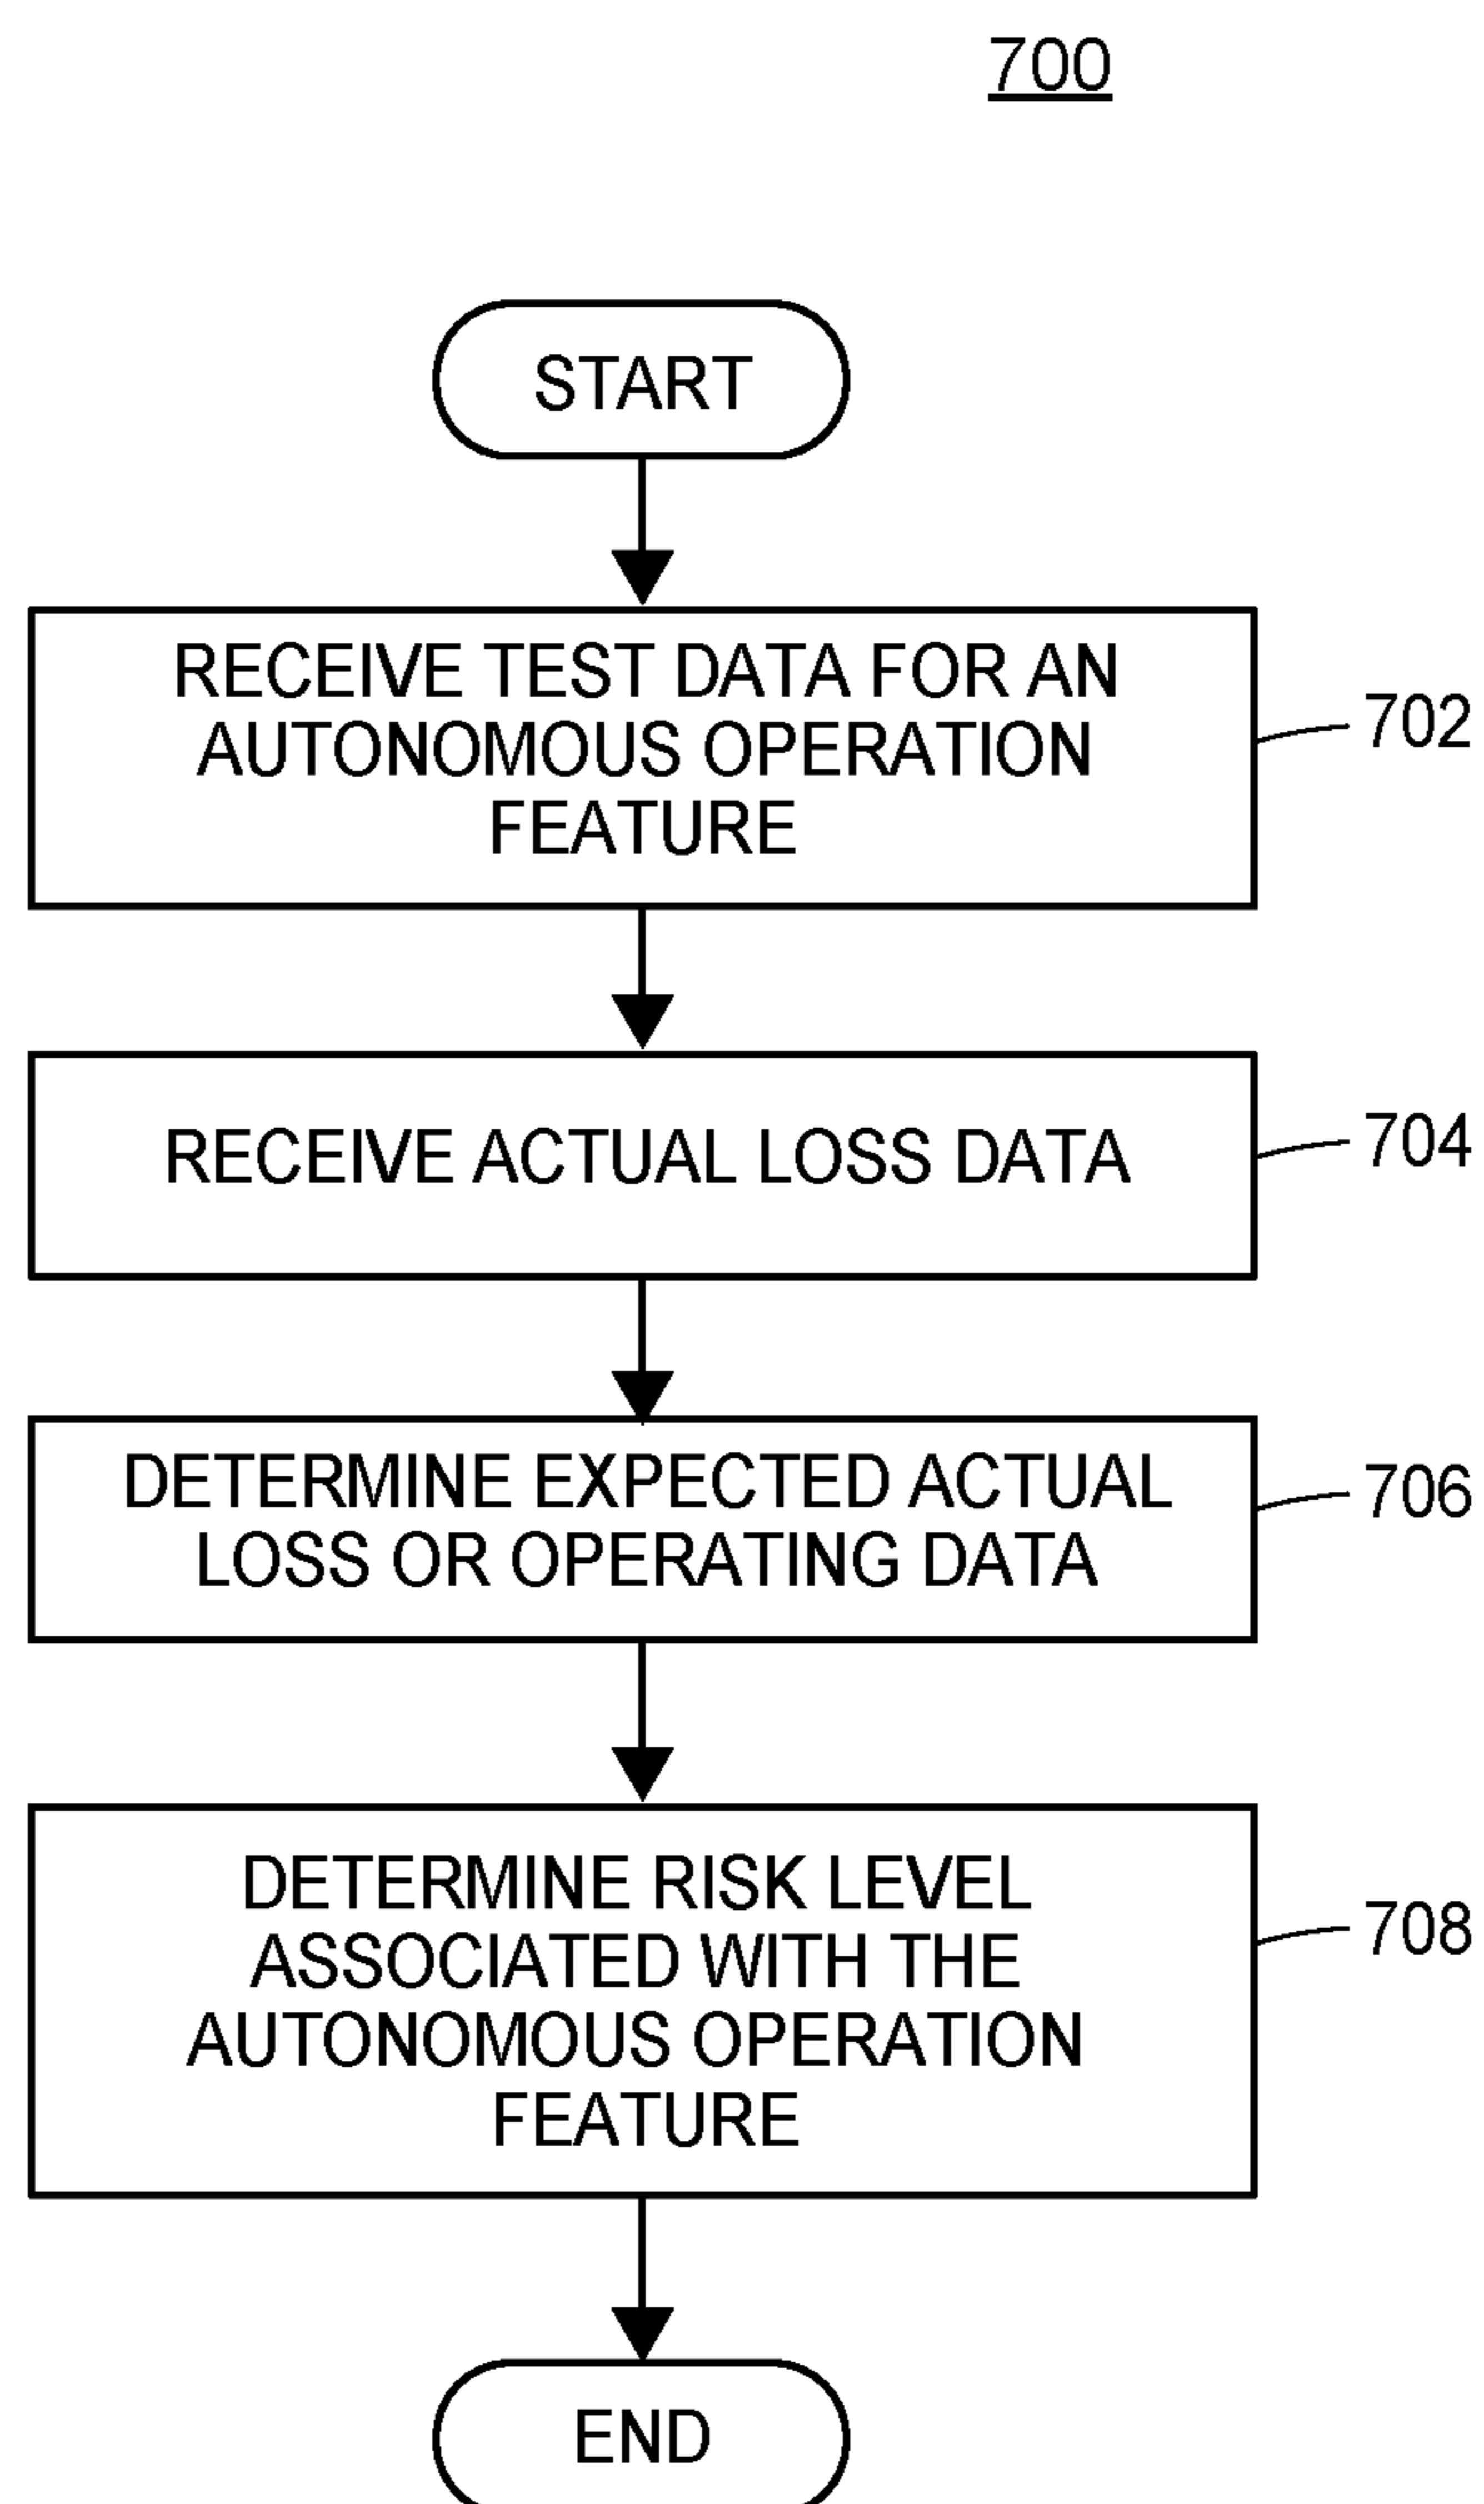 700
START
RECEIVE TEST DATA FOR AN
AUTONOMOUS OPERATION
FEATURE
702
RECEIVE ACTUAL LOSS DATA
704
DETERMINE EXPECTED ACTUAL
LOSS OR OPERATING DATA
706
DETERMINE RISK LEVEL
ASSOCIATED WITH THE
AUTONOMOUS OPERATION
FEATURE
708
END